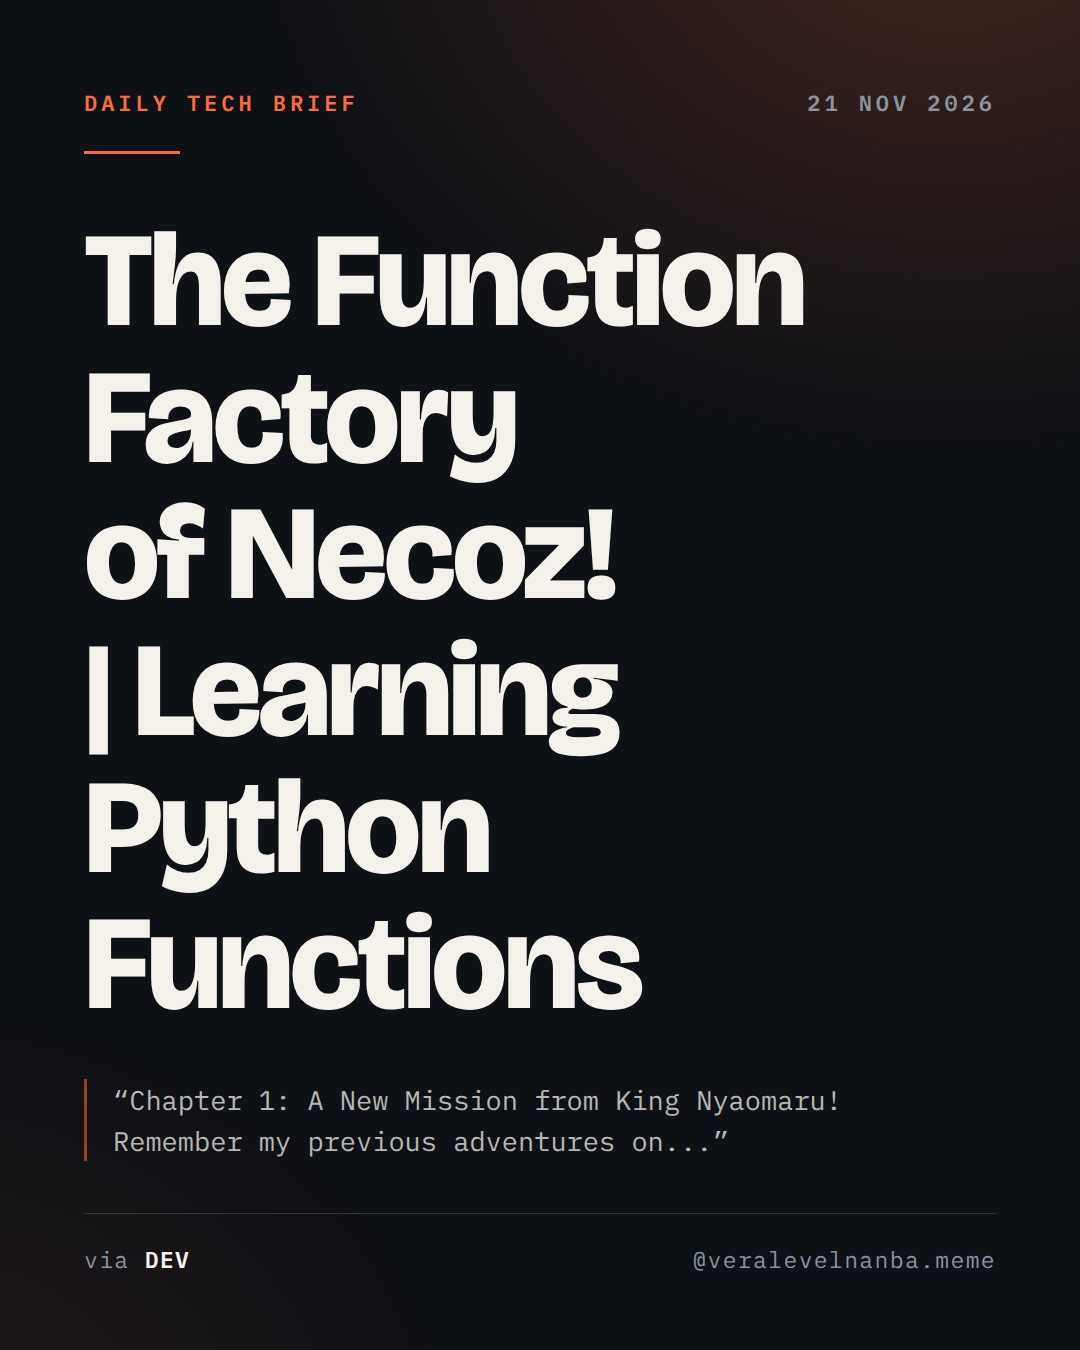 DAILY TECH BRIEF
21 NOV 2026
The Function
Factory
of Necoz!
| Learning
Python
Functions
“Chapter 1: A New Mission from King Nyaomaru!
Remember my previous adventures on...”
via DEV
@veralevelnanba.meme